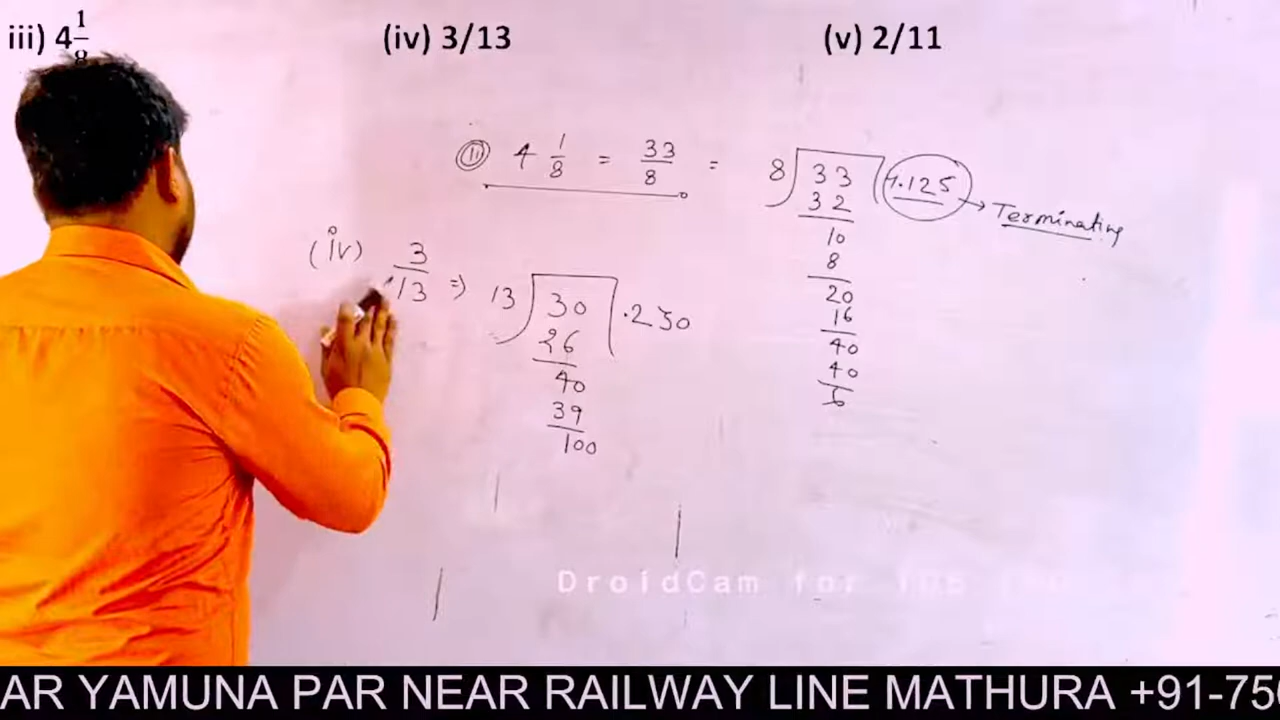 iii) 4 1/8 (iv) 3/13 (v) 2/11
(ii) 4 1/8 = 33/8 = 8 ) 33 ( 4.125 → Terminating
32
10
8
20
16
40
40
(iv) 3/13 => 13 ) 30 ( .230
26
40
39
100
DroidCam for
AR YAMUNA PAR NEAR RAILWAY LINE MATHURA +91-750